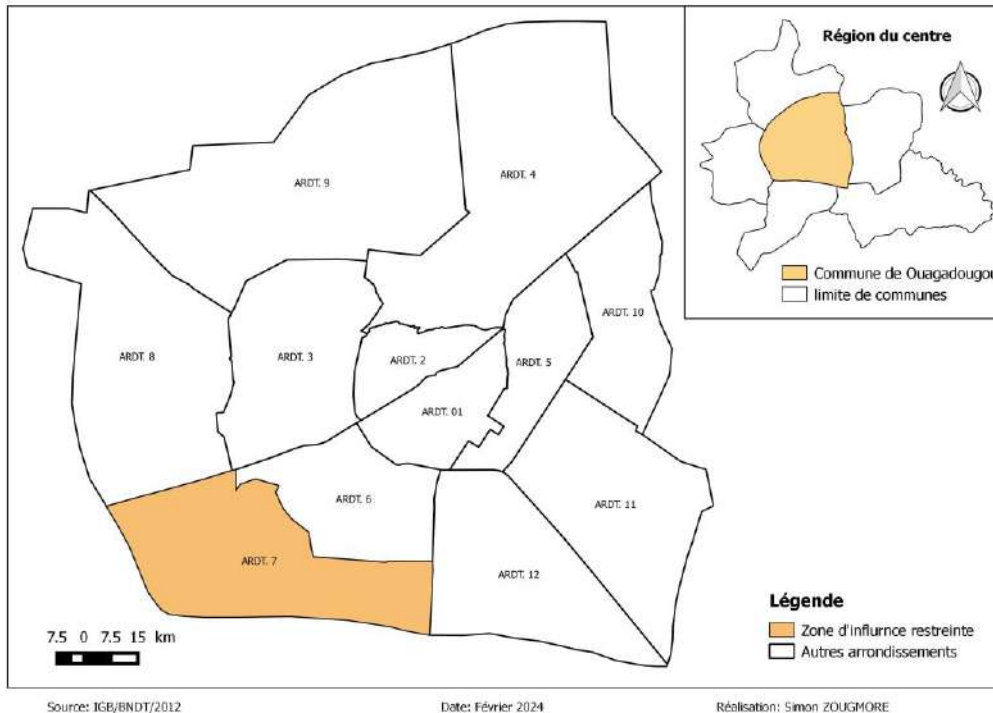 Région du centre
ARDT. 9
ARDT. 4
Commune de Ouagadougou
limite de communes
ARDT. 10
ARDT. 8
ARDT. 3
ARDT. 2
ARDT. 5
ARDT. 01
ARDT. 6
ARDT. 11
ARDT. 7
ARDT. 12
Légende
Zone d'influrnce restreinte
Autres arrondissements
7.5 0 7.5 15 km
Source: IGB/BNDT/2012
Date: Février 2024
Réalisation: Simon ZOUGMORE